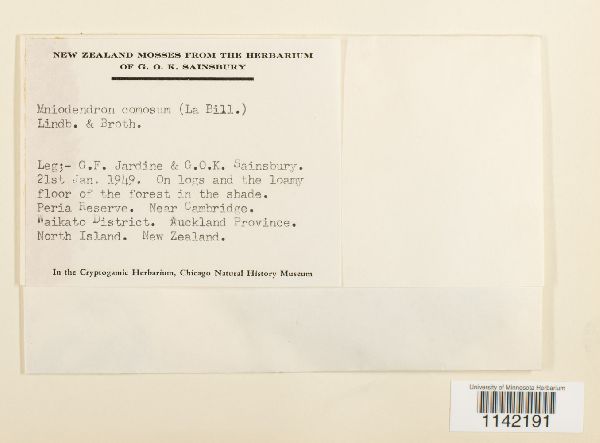 NEW ZEALAND MOSSES FROM THE HERBARIUM
OF G. O. K. SAINSBURY
Mniodendron comosum (La Bill.)
Lindb. & Broth.
Leg;- G.F. Jardine & G.O.K. Sainsbury.
21st Jan. 1949. On logs and the loamy
floor of the forest in the shade.
Peria Reserve. Near Cambridge.
Waikato District. Auckland Province.
North Island. New Zealand.
In the Cryptogamic Herbarium, Chicago Natural History Museum
University of Minnesota Herbarium
1142191